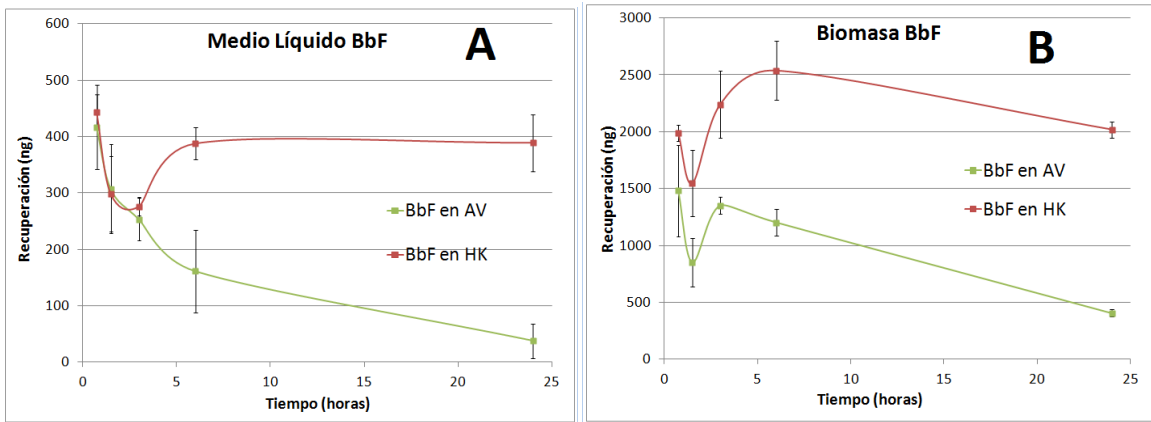 Medio Líquido BbF
A
Recuperación (ng)
600
500
400
300
200
100
0
BbF en AV
BbF en HK
0 5 10 15 20 25
Tiempo (horas)
Biomasa BbF
B
Recuperación (ng)
3000
2500
2000
1500
1000
500
0
BbF en AV
BbF en HK
0 5 10 15 20 25
Tiempo (horas)